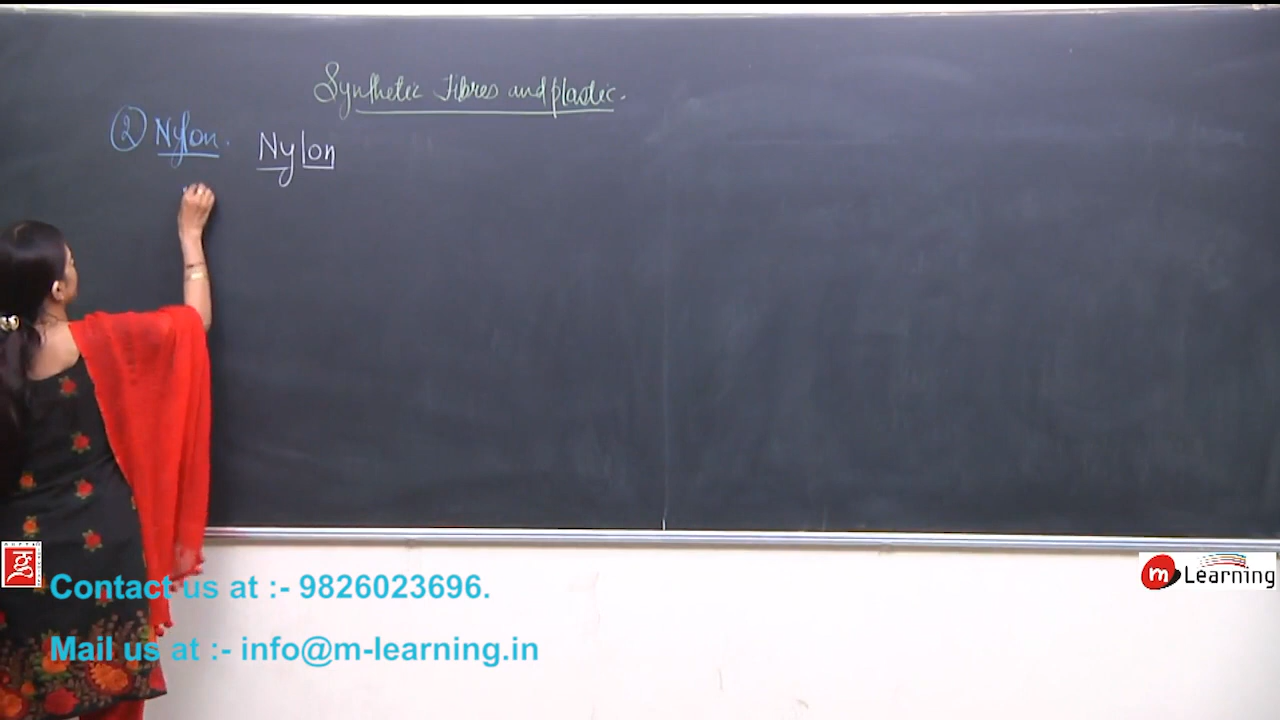 Synthetic Fibres and plastic.
② Nylon. Nylon
m Learning
Contact us at :- 9826023696.
Mail us at :- info@m-learning.in